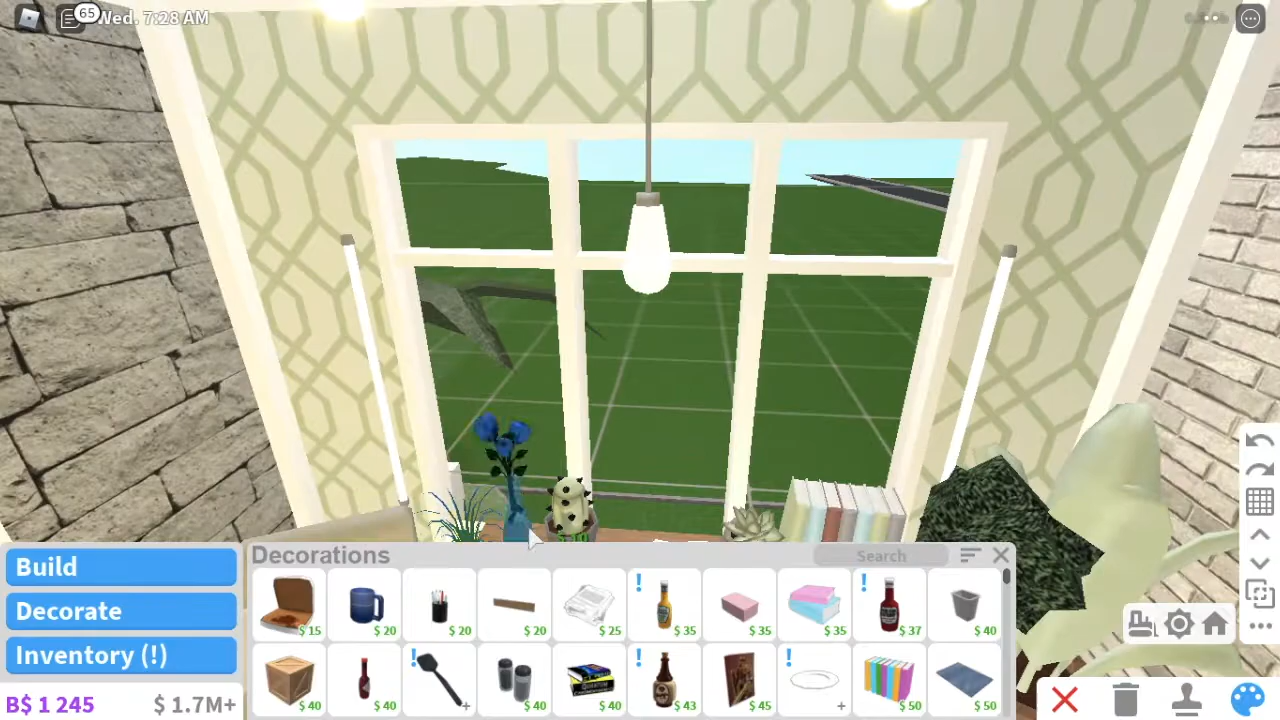 65
Wed. 7:28 AM
Build
Decorate
Inventory (!)
B$ 1 245
$ 1.7M+
Decorations
Search
$ 15
$ 20
$ 20
$ 20
$ 25
! $ 35
$ 35
$ 35
! $ 37
$ 40
$ 40
$ 40
! +
$ 40
$ 40
! $ 43
$ 45
! +
$ 50
$ 50